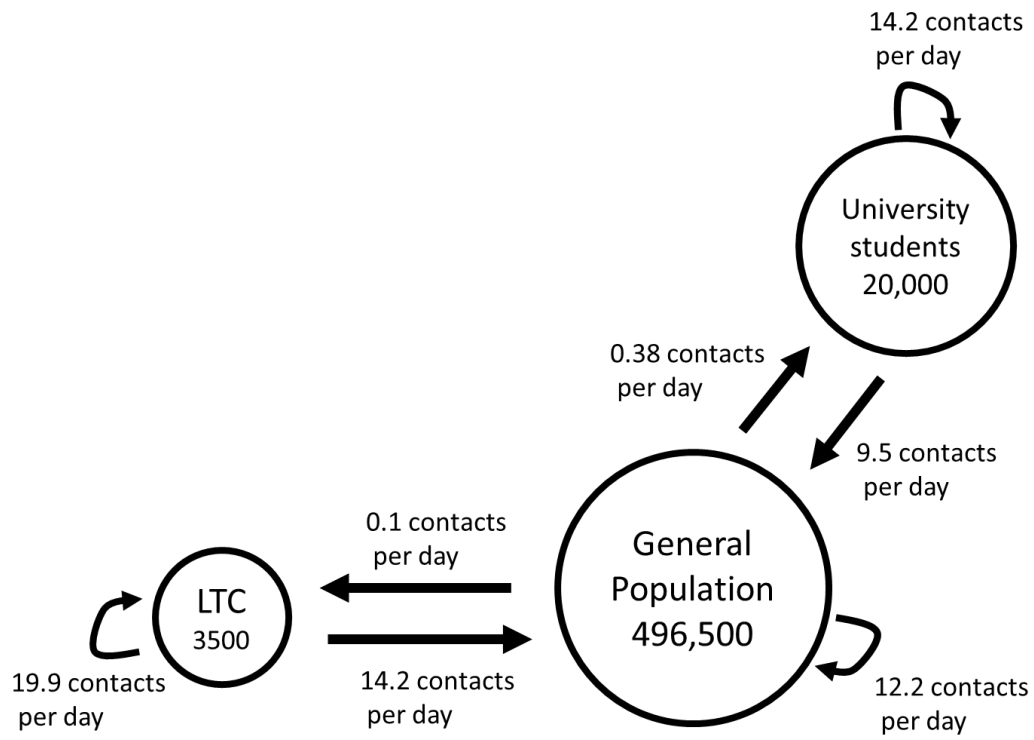 14.2 contacts
per day
University
students
20,000
0.38 contacts
per day
9.5 contacts
per day
0.1 contacts
per day
General
Population
496,500
LTC
3500
19.9 contacts
per day
14.2 contacts
per day
12.2 contacts
per day